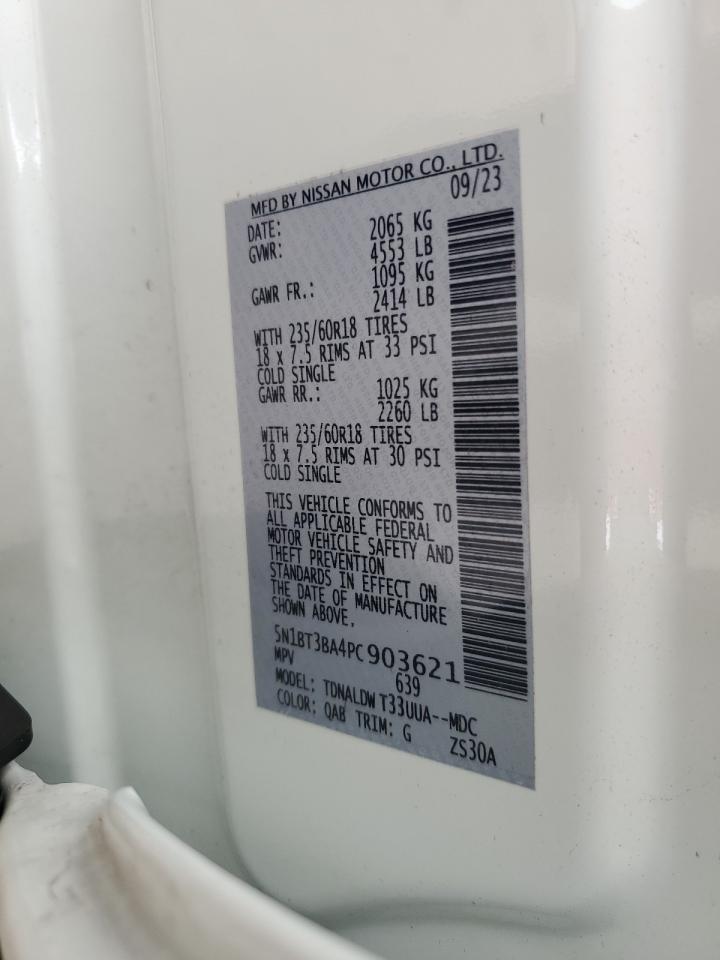 MFD BY NISSAN MOTOR CO., LTD.
DATE: 09/23
GVWR: 2065 KG
4553 LB
GAWR FR.: 1095 KG
2414 LB
WITH 235/60R18 TIRES
18 x 7.5 RIMS AT 33 PSI
COLD SINGLE
GAWR RR.: 1025 KG
2260 LB
WITH 235/60R18 TIRES
18 x 7.5 RIMS AT 30 PSI
COLD SINGLE
THIS VEHICLE CONFORMS TO
ALL APPLICABLE FEDERAL
MOTOR VEHICLE SAFETY AND
THEFT PREVENTION
STANDARDS IN EFFECT ON
THE DATE OF MANUFACTURE
SHOWN ABOVE.
5N1BT3BA4PC903621
MPV 639
MODEL: TDNALDW T33UUA--MDC
COLOR: QAB TRIM: G ZS30A